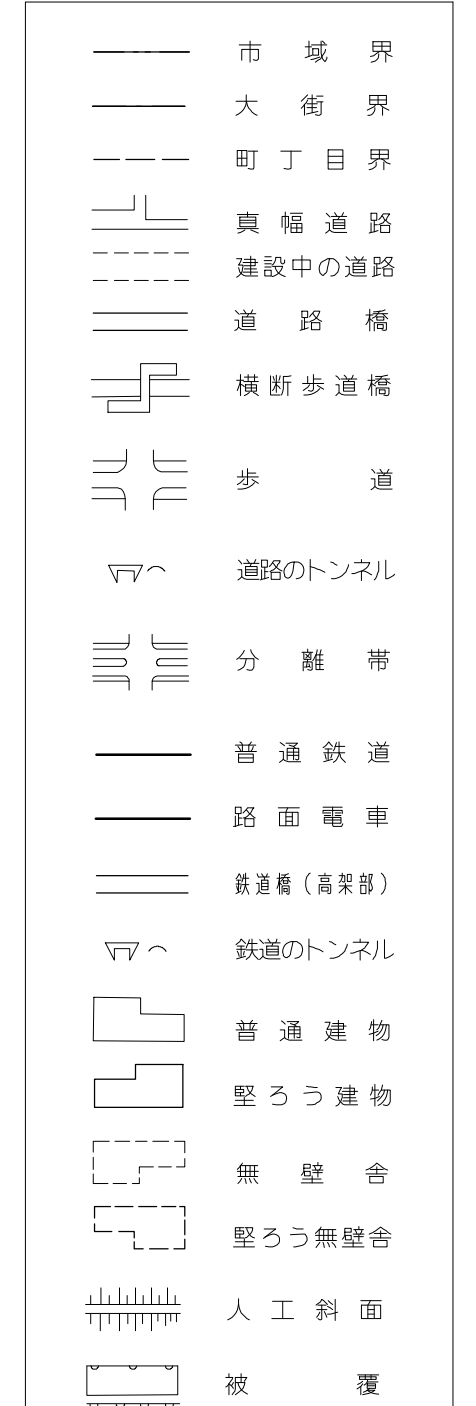 市域界
大街界
町丁目界
真幅道路
建設中の道路
道路橋
横断歩道橋
歩道
道路のトンネル
分離帯
普通鉄道
路面電車
鉄道橋（高架部）
鉄道のトンネル
普通建物
堅ろう建物
無壁舎
堅ろう無壁舎
人工斜面
被覆